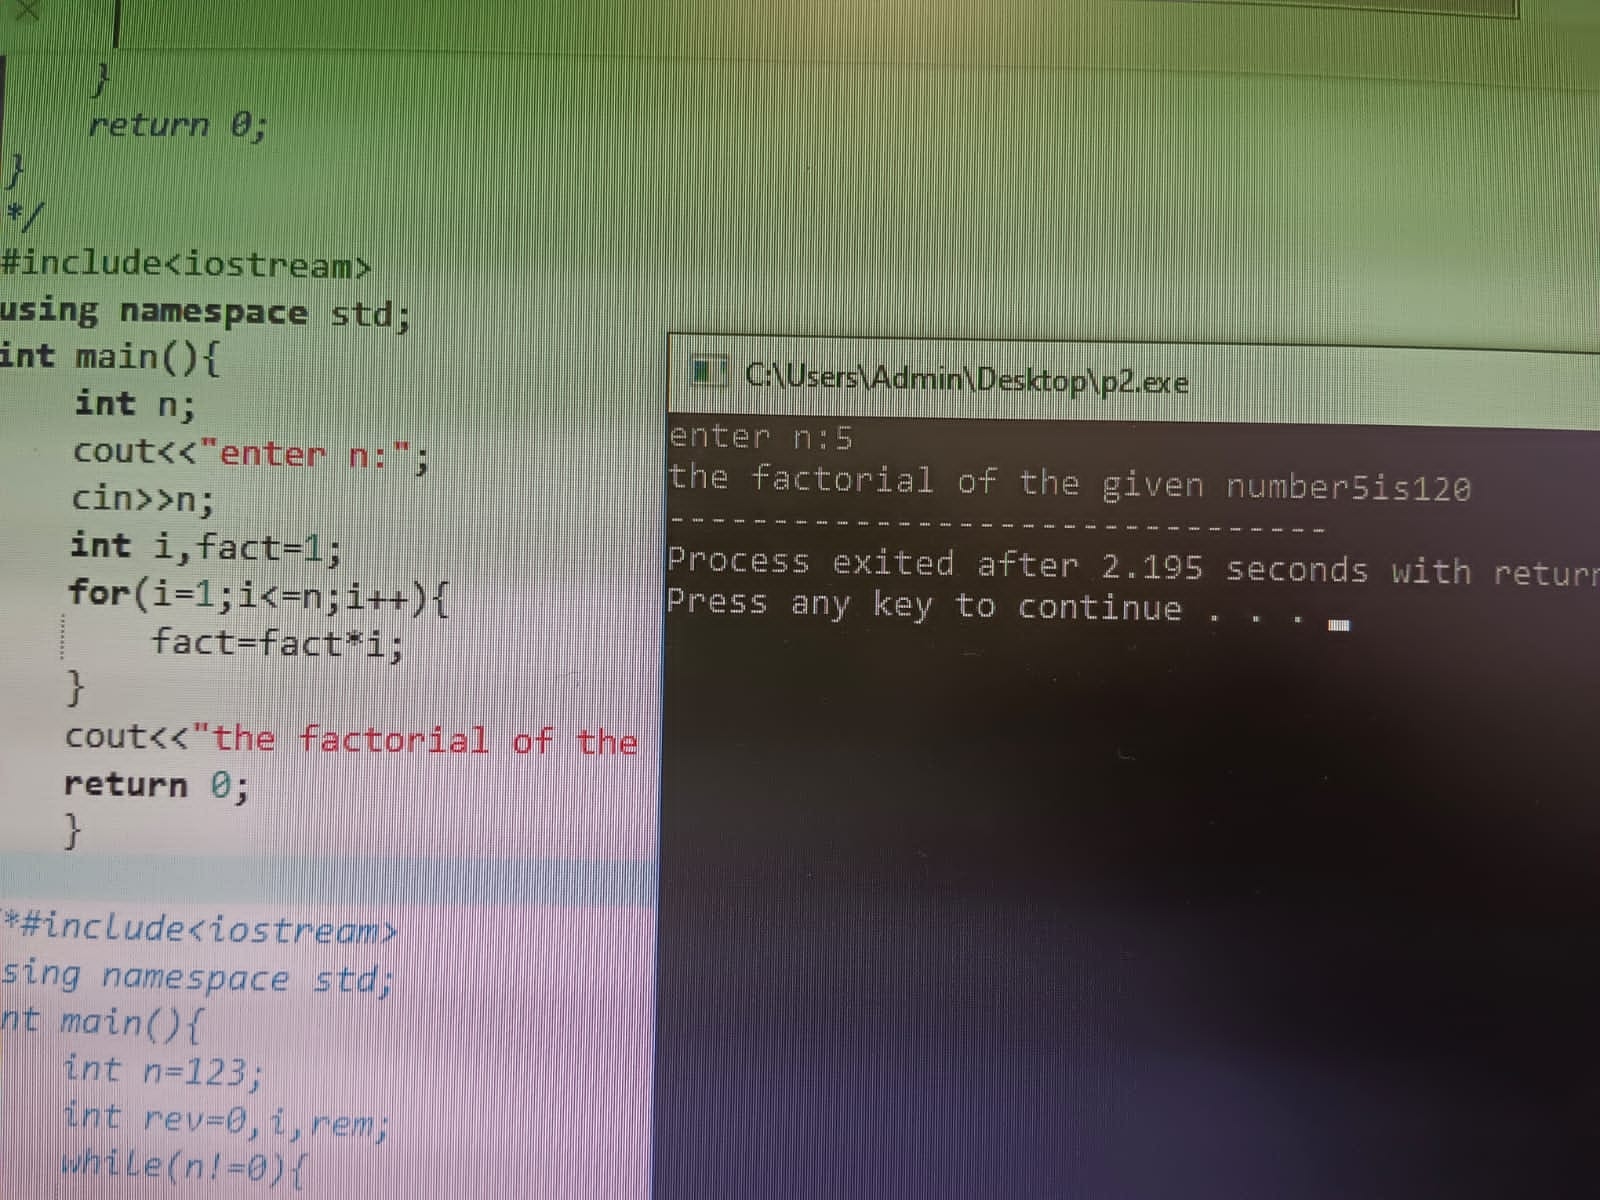 }
return 0;
}
*/
#include<iostream>
using namespace std;
int main(){
int n;
cout<<"enter n:";
cin>>n;
int i,fact=1;
for(i=1;i<=n;i++){
fact=fact*i;
}
cout<<"the factorial of the
return 0;
}
*#include<iostream>
sing namespace std;
nt main(){
int n=123;
int rev=0,i,rem;
while(n!=0){
C:\Users\Admin\Desktop\p2.exe
enter n:5
the factorial of the given number5is120
--------------------------------
Process exited after 2.195 seconds with return
Press any key to continue . . .